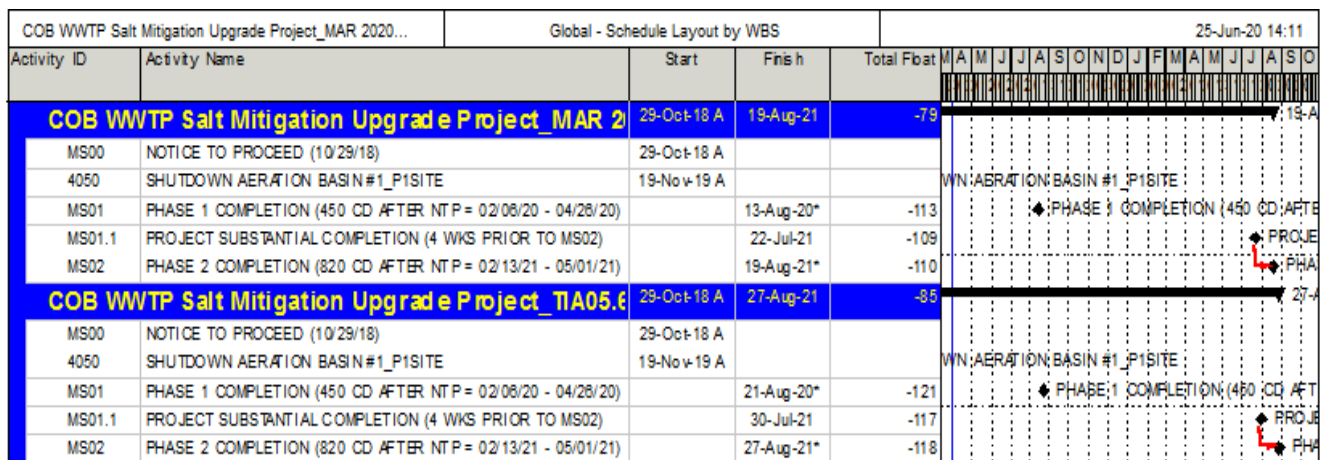 COB WWTP Salt Mitigation Upgrade Project_MAR 2020... Global - Schedule Layout by WBS 25-Jun-20 14:11
Activity ID Activity Name Start Finish Total Float M A M J J A S O N D J F M A M J J A S O
COB WWTP Salt Mitigation Upgrade Project_MAR 2 29-Oct-18 A 19-Aug-21 -79 19-A
MS00 NOTICE TO PROCEED (10/29/18) 29-Oct-18 A
4050 SHUTDOWN AERATION BASIN #1_P1SITE 19-Nov-19 A WN AERATION BASIN #1_P1SITE
MS01 PHASE 1 COMPLETION (450 CD AFTER NTP = 02/06/20 - 04/26/20) 13-Aug-20* -113 PHASE 1 COMPLETION (450 CD AFTE
MS01.1 PROJECT SUBSTANTIAL COMPLETION (4 WKS PRIOR TO MS02) 22-Jul-21 -109 PROJE
MS02 PHASE 2 COMPLETION (820 CD AFTER NTP = 02/13/21 - 05/01/21) 19-Aug-21* -110 PHA
COB WWTP Salt Mitigation Upgrade Project_TIA05.6 29-Oct-18 A 27-Aug-21 -85 27-A
MS00 NOTICE TO PROCEED (10/29/18) 29-Oct-18 A
4050 SHUTDOWN AERATION BASIN #1_P1SITE 19-Nov-19 A WN AERATION BASIN #1_P1SITE
MS01 PHASE 1 COMPLETION (450 CD AFTER NTP = 02/06/20 - 04/26/20) 21-Aug-20* -121 PHASE 1 COMPLETION (450 CD AFT
MS01.1 PROJECT SUBSTANTIAL COMPLETION (4 WKS PRIOR TO MS02) 30-Jul-21 -117 PROJE
MS02 PHASE 2 COMPLETION (820 CD AFTER NTP = 02/13/21 - 05/01/21) 27-Aug-21* -118 PHA